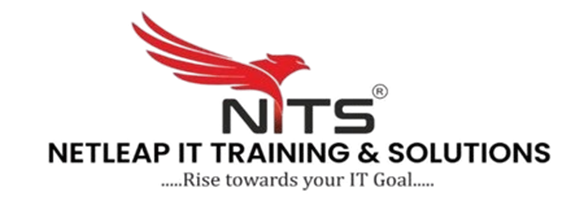 NITS®
NETLEAP IT TRAINING & SOLUTIONS
.....Rise towards your IT Goal.....